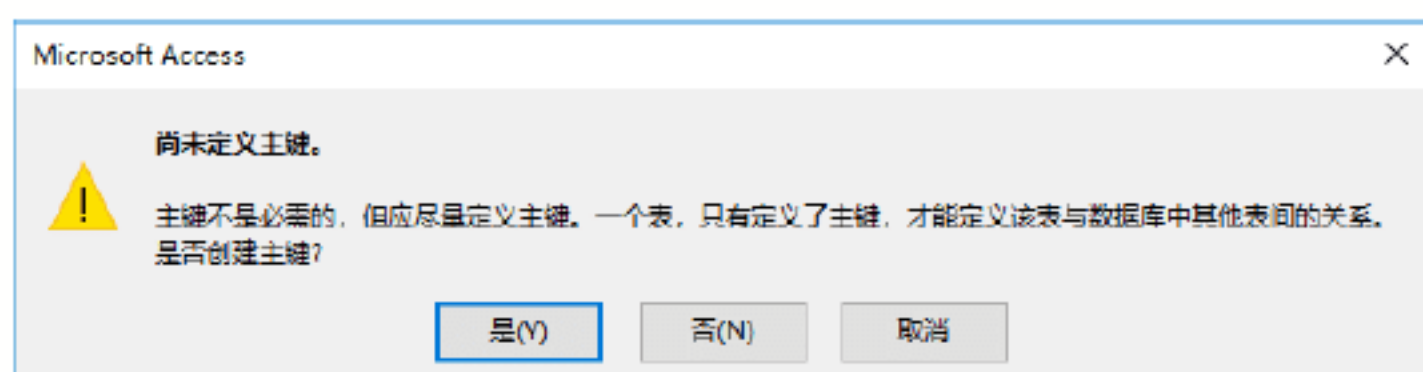 Microsoft Access
尚未定义主键。
主键不是必需的，但应尽量定义主键。一个表，只有定义了主键，才能定义该表与数据库中其他表间的关系。
是否创建主键?
是(Y) 否(N) 取消